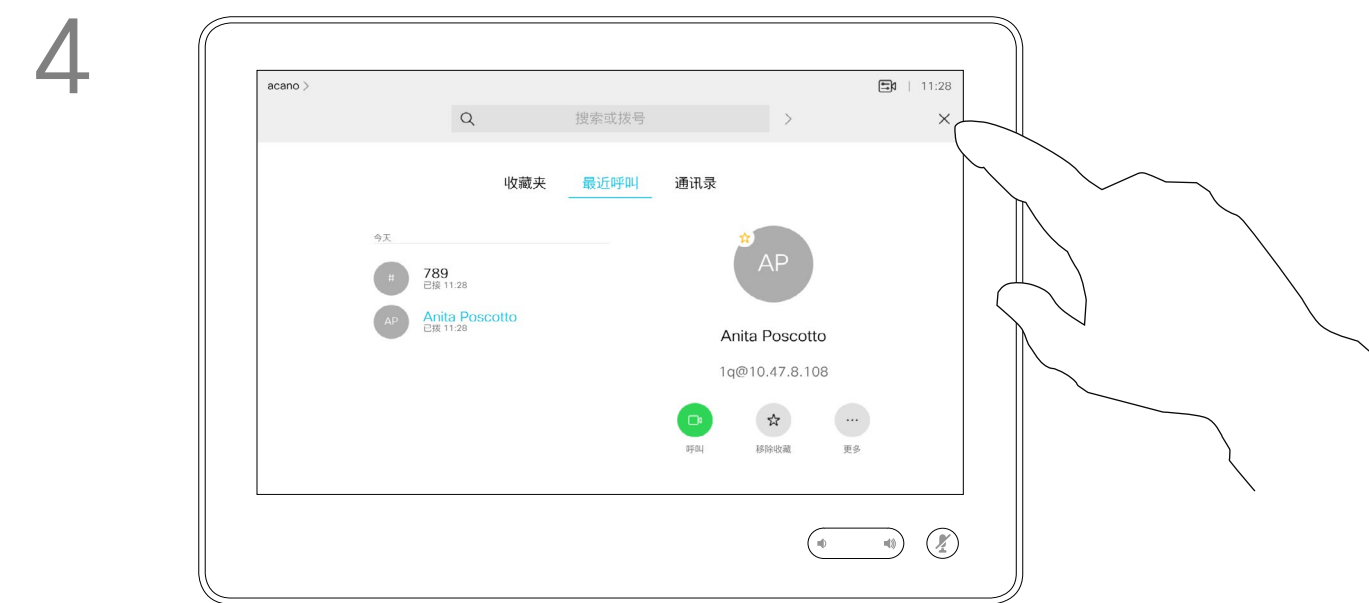 4
acano >
11:28
搜索或拨号
收藏夹 最近呼叫 通讯录
今天
#
789
已接 11:28
AP
Anita Poscotto
已拨 11:28
AP
Anita Poscotto
1q@10.47.8.108
呼叫 移除收藏 更多